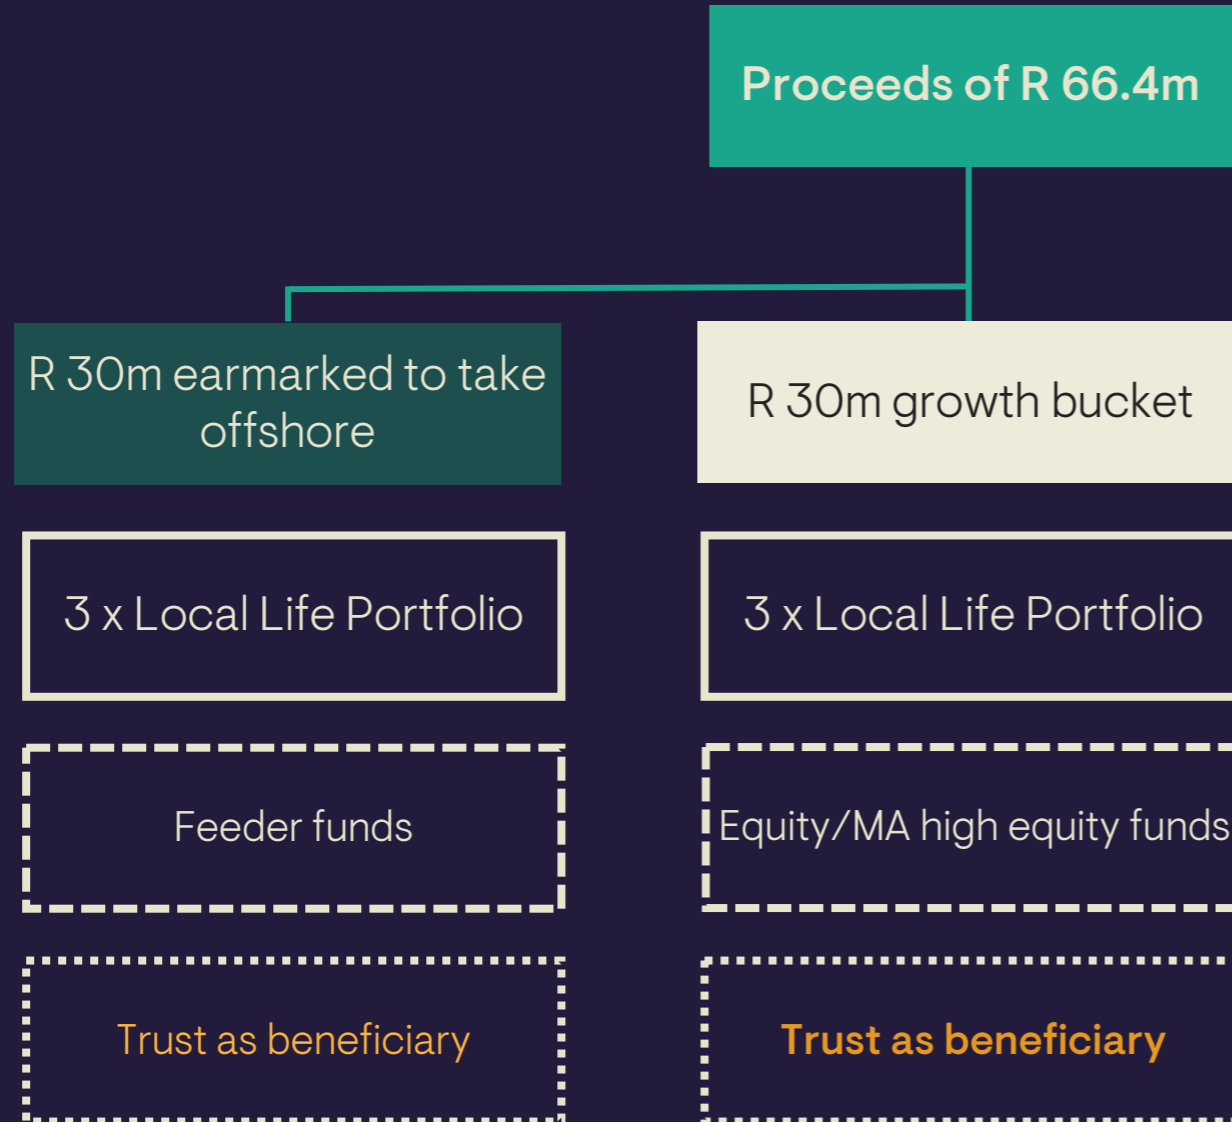 Proceeds of R 66.4m
R 30m earmarked to take
offshore
R 30m growth bucket
3 x Local Life Portfolio
3 x Local Life Portfolio
Feeder funds
Equity/MA high equity funds
Trust as beneficiary
Trust as beneficiary